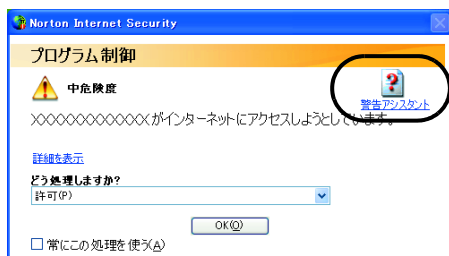 Norton Internet Security
プログラム制御
中危険度
警告アシスタント
XXXXXXXXXXXXXがインターネットにアクセスしようとしています。
詳細を表示
どう処理しますか?
許可(P)
OK(O)
常にこの処理を使う(A)